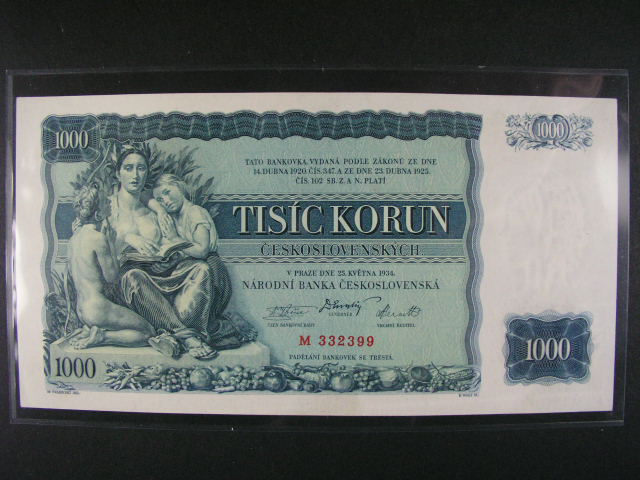 1000
1000
TATO BANKOVKA, VYDANÁ PODLE ZÁKONŮ ZE DNE
14. DUBNA 1920, ČÍS. 347, A ZE DNE 23. DUBNA 1925,
ČÍS. 102 SB. Z. A N. PLATÍ
TISÍC KORUN
ČESKOSLOVENSKÝCH.
V PRAZE DNE 25. KVĚTNA 1934.
NÁRODNÍ BANKA ČESKOSLOVENSKÁ
ČLEN BANKOVNÍ RADY
GUVERNÉR
VRCHNÍ ŘEDITEL
M 332399
PADĚLÁNÍ BANKOVEK SE TRESTÁ.
1000
1000